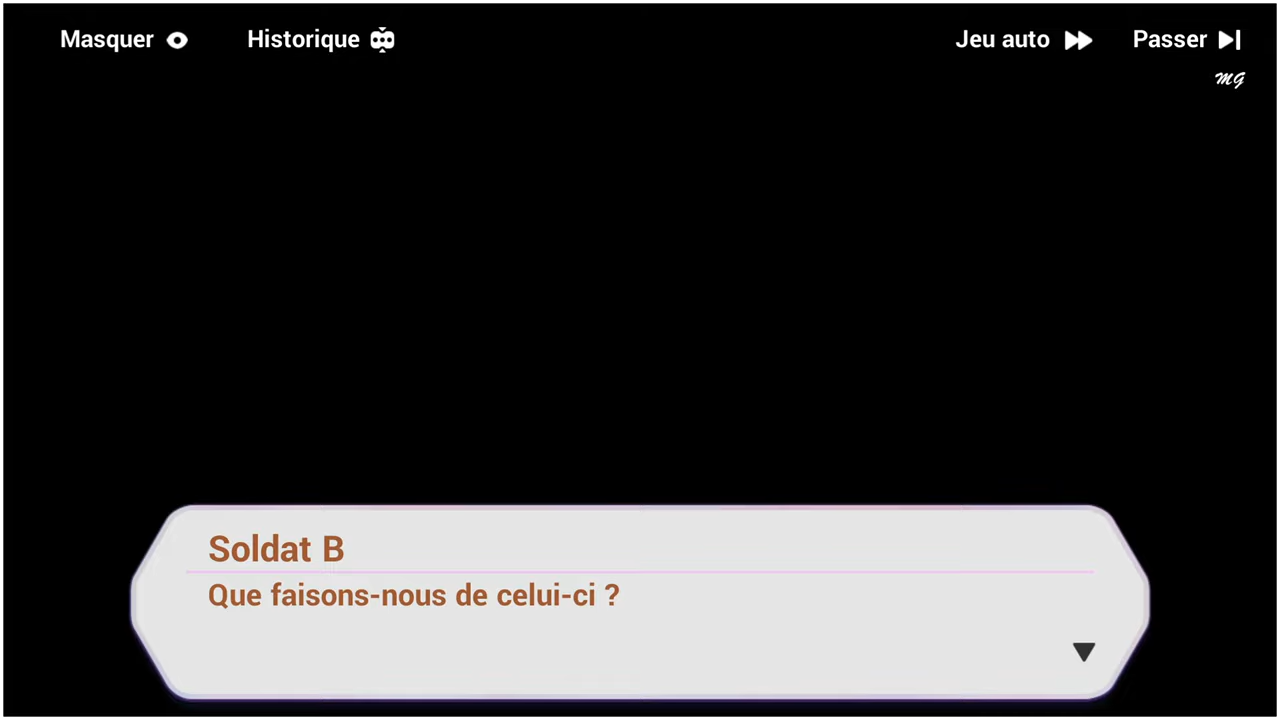 Masquer Historique Jeu auto Passer
MG
Soldat B
Que faisons-nous de celui-ci ?